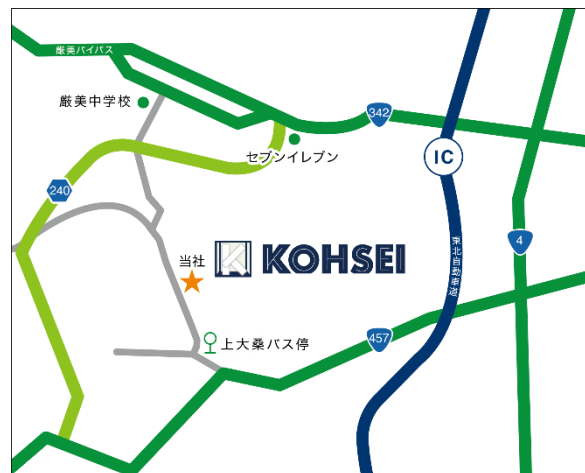 厳美バイパス
厳美中学校
342
セブンイレブン
IC
240
東北自動車道
4
当社
KOHSEI
上大桑バス停
457